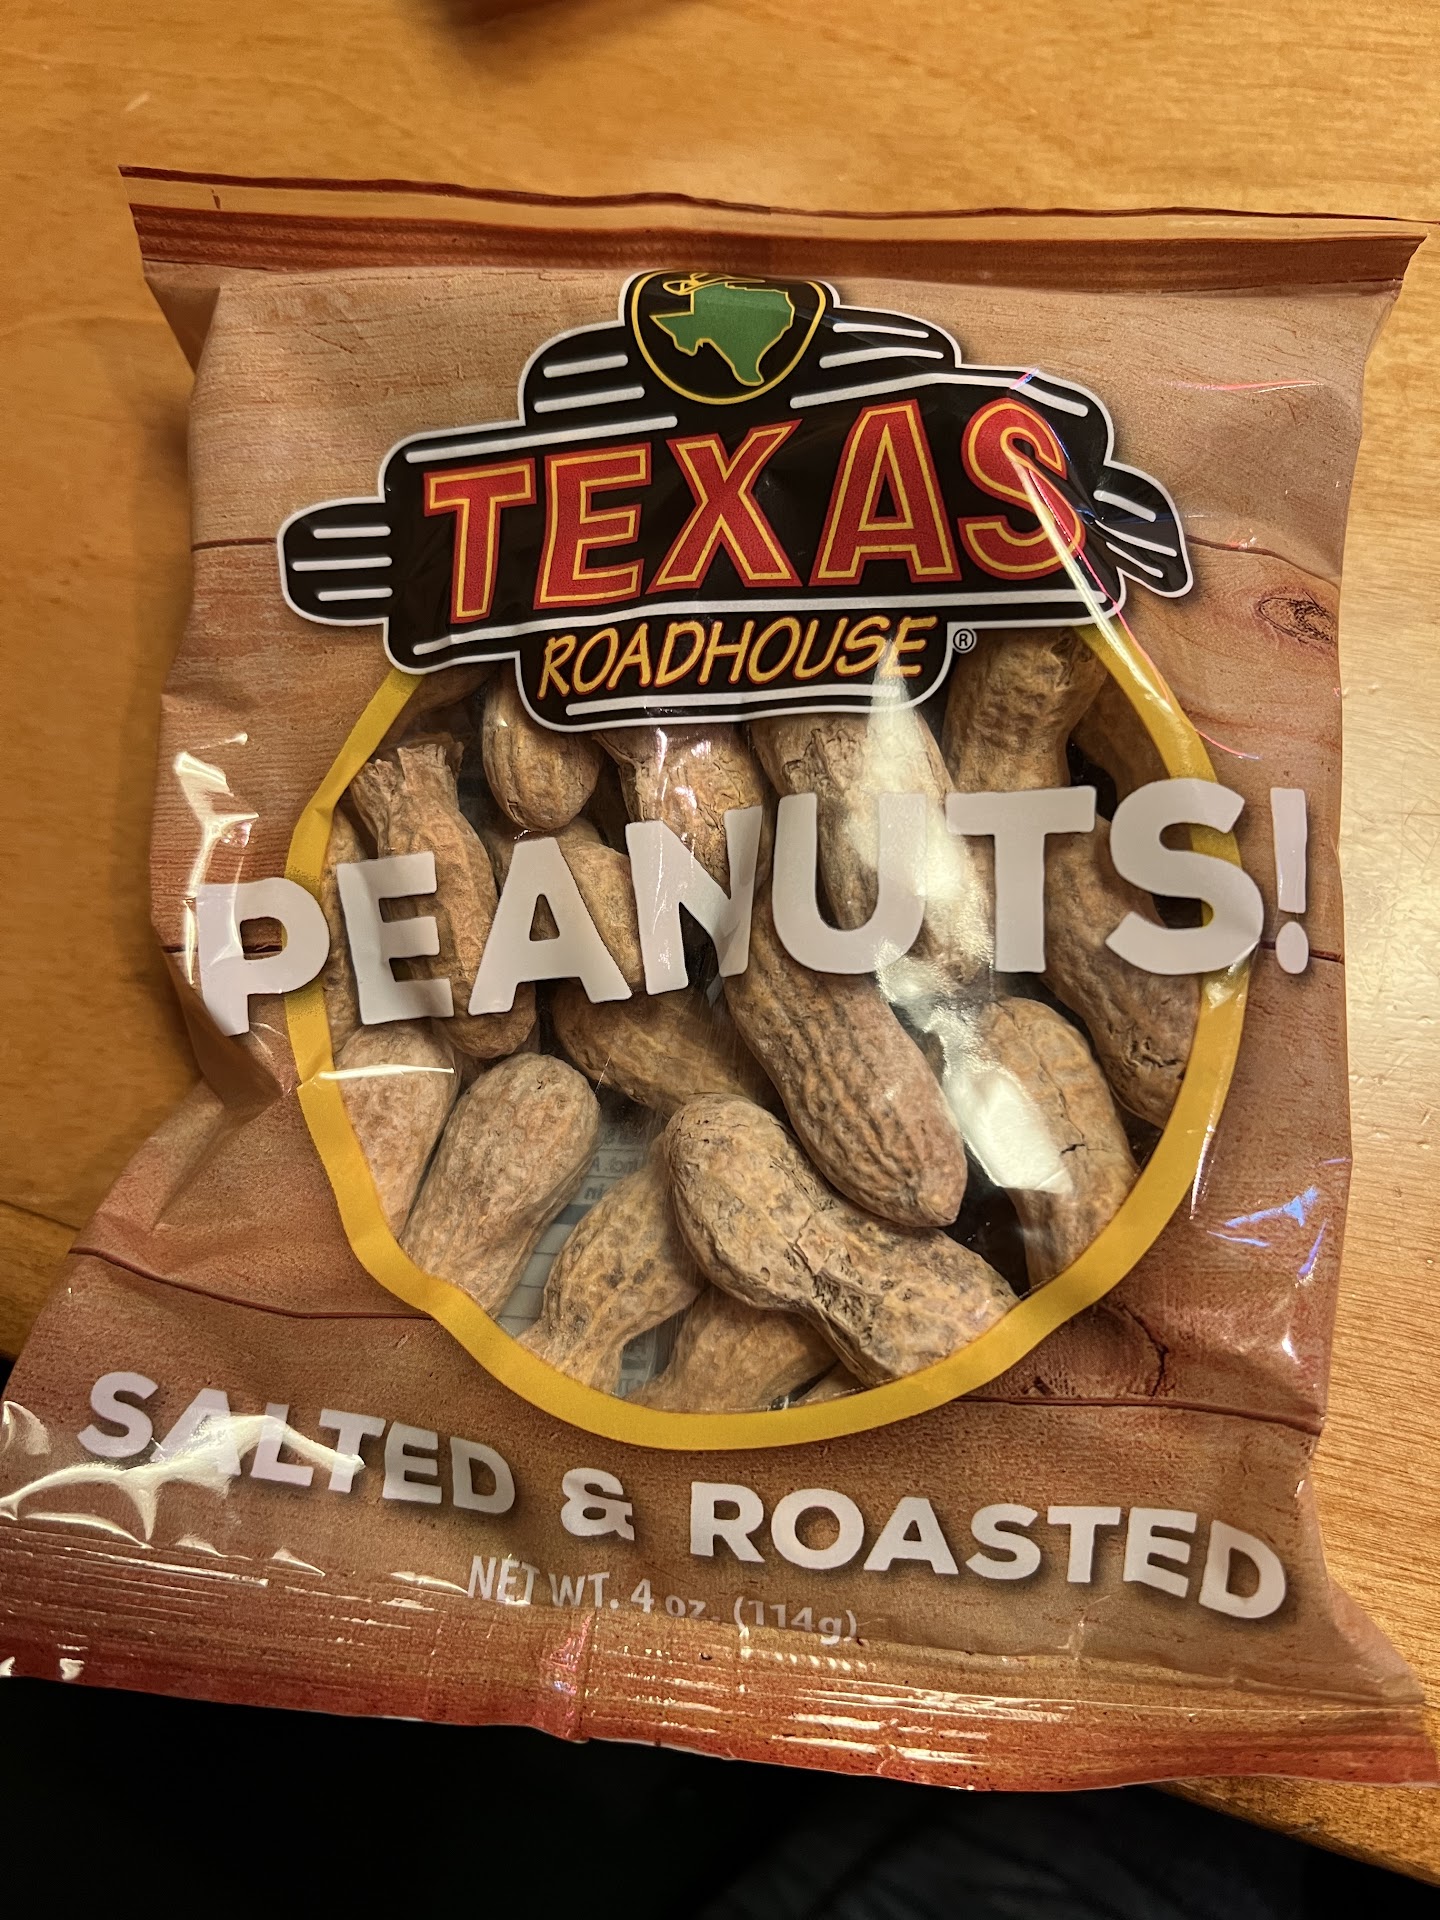 TEXAS
ROADHOUSE®
PEANUTS!
SALTED & ROASTED
NET WT. 4 oz. (114g)